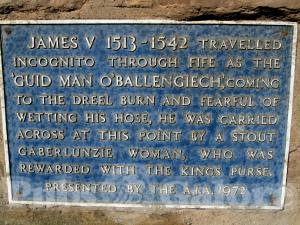 JAMES V 1513-1542 TRAVELLED
INCOGNITO THROUGH FIFE AS THE
'GUID MAN O'BALLENGIECH', COMING
TO THE DREEL BURN AND FEARFUL OF
WETTING HIS HOSE, HE WAS CARRIED
ACROSS AT THIS POINT BY A STOUT
GABERLUNZIE WOMAN, WHO WAS
REWARDED WITH THE KINGS PURSE.
PRESENTED BY THE A.I.A. 1972